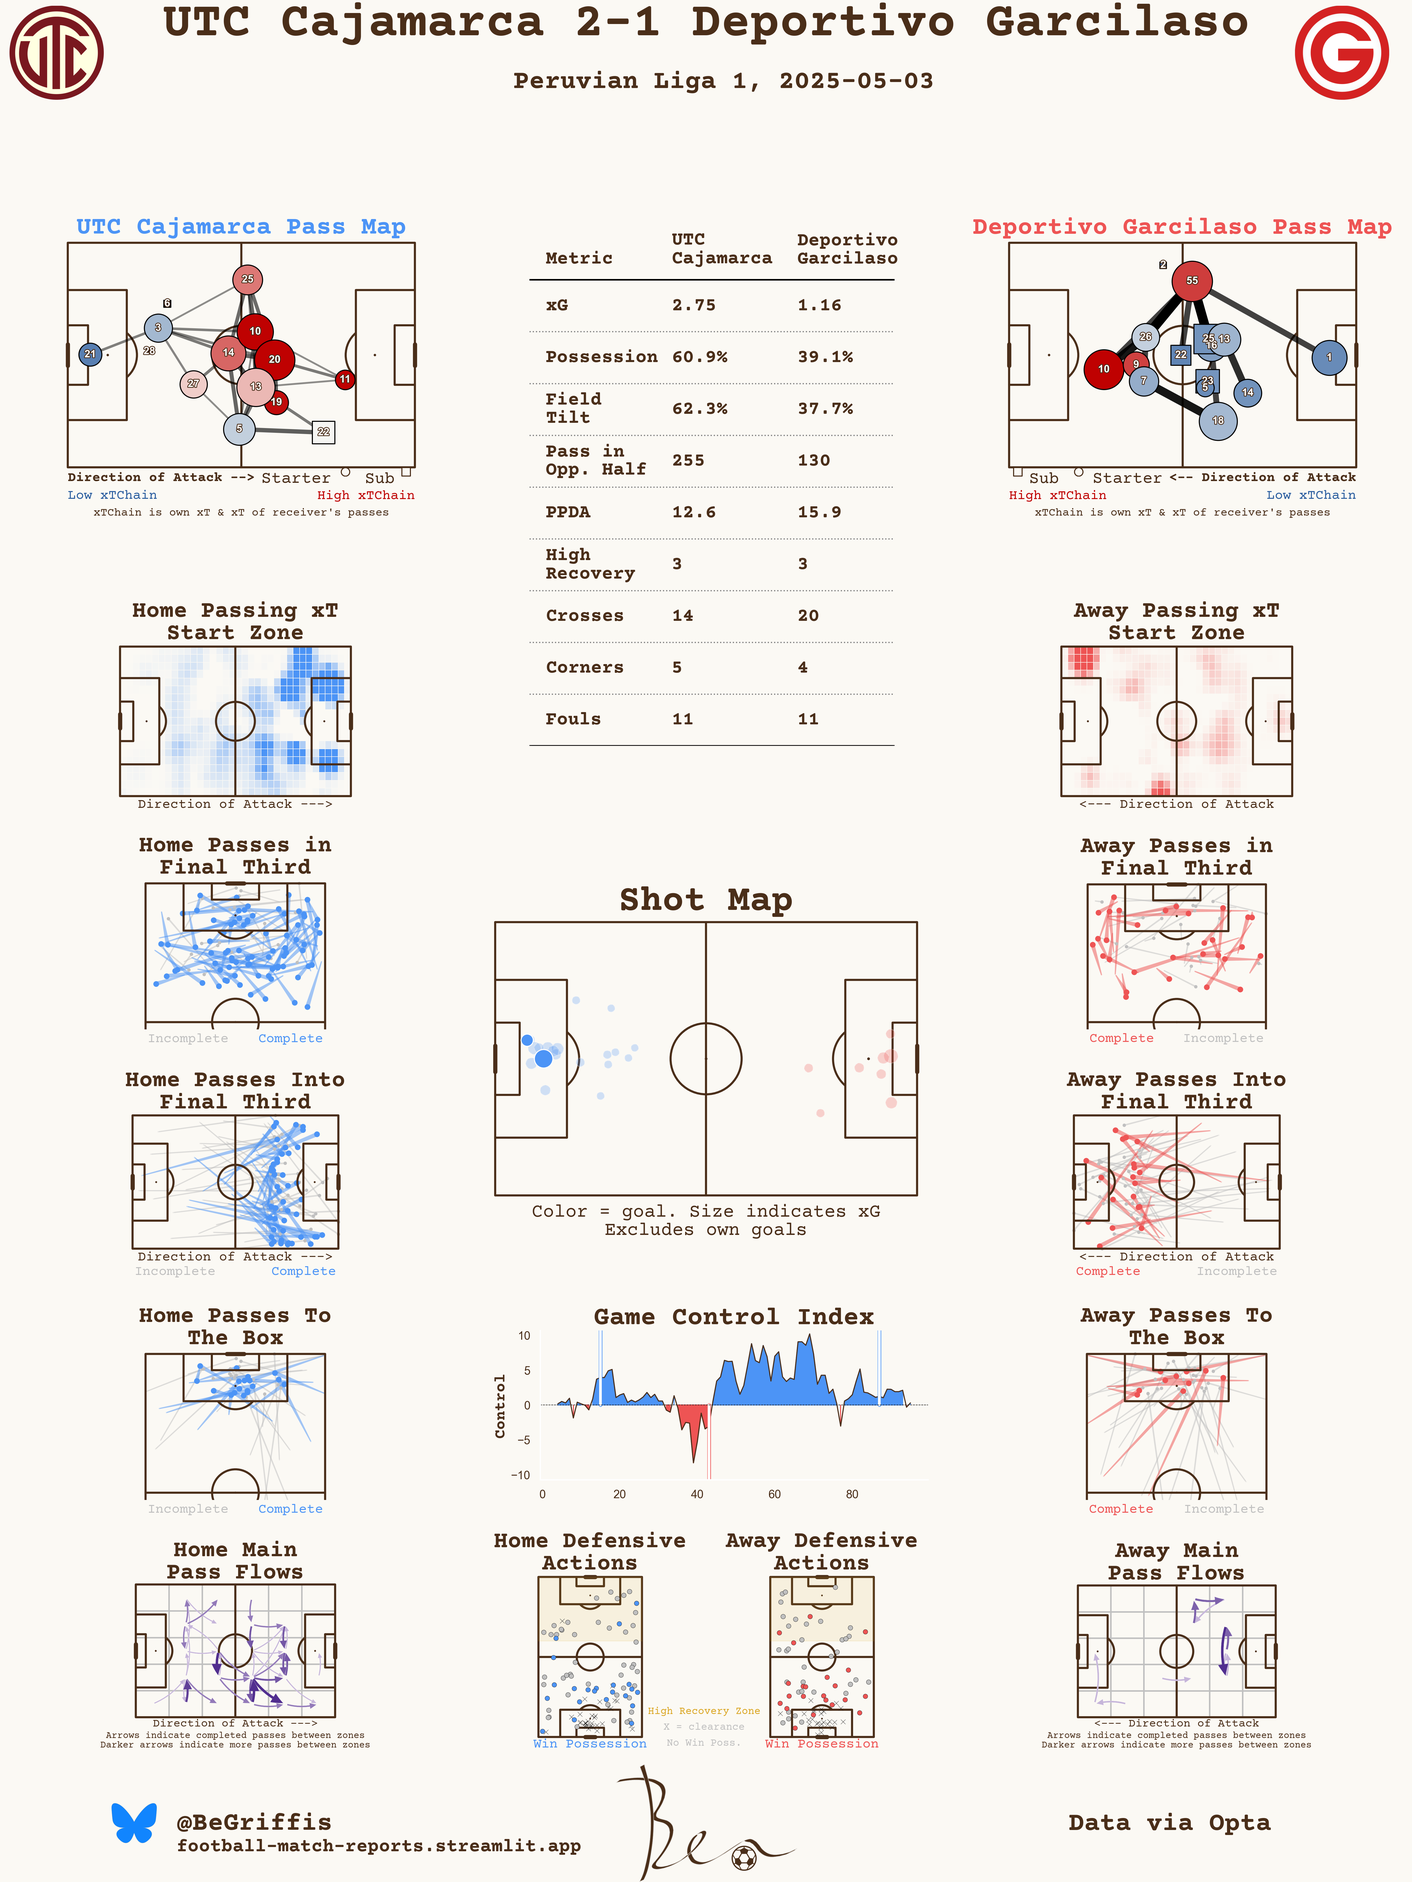 UTC Cajamarca 2-1 Deportivo Garcilaso
Peruvian Liga 1, 2025-05-03
UTC
G
UTC Cajamarca Pass Map
25
6
3
10
21
28
14
20
27
13
11
19
5
22
Direction of Attack --> Starter Sub
Low xTChain High xTChain
xTChain is own xT & xT of receiver's passes
Metric UTC Cajamarca Deportivo Garcilaso
xG 2.75 1.16
Possession 60.9% 39.1%
Field Tilt 62.3% 37.7%
Pass in Opp. Half 255 130
PPDA 12.6 15.9
High Recovery 3 3
Crosses 14 20
Corners 5 4
Fouls 11 11
Deportivo Garcilaso Pass Map
2
55
26
25
13
16
22
1
10
9
7
23
5
14
18
Sub Starter <-- Direction of Attack
High xTChain Low xTChain
xTChain is own xT & xT of receiver's passes
Home Passing xT
Start Zone
Direction of Attack --->
Away Passing xT
Start Zone
<--- Direction of Attack
Home Passes in
Final Third
Incomplete Complete
Away Passes in
Final Third
Complete Incomplete
Shot Map
Color = goal. Size indicates xG
Excludes own goals
Home Passes Into
Final Third
Direction of Attack --->
Incomplete Complete
Away Passes Into
Final Third
<--- Direction of Attack
Complete Incomplete
Home Passes To
The Box
Incomplete Complete
Game Control Index
Control
10
5
0
−5
−10
0 20 40 60 80
Away Passes To
The Box
Complete Incomplete
Home Main
Pass Flows
Direction of Attack --->
Arrows indicate completed passes between zones
Darker arrows indicate more passes between zones
Home Defensive
Actions
Win Possession
High Recovery Zone
X = clearance
No Win Poss.
Away Defensive
Actions
Win Possession
Away Main
Pass Flows
<--- Direction of Attack
Arrows indicate completed passes between zones
Darker arrows indicate more passes between zones
@BeGriffis
football-match-reports.streamlit.app
Ben
Data via Opta